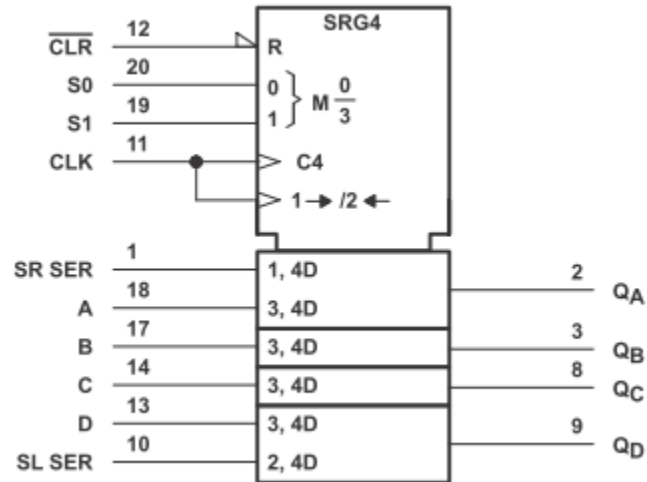 SRG4
CLR 12 R
S0 20 0
M 0/3
S1 19 1
CLK 11 C4
1→/2←
SR SER 1 1, 4D
2 QA
A 18 3, 4D
B 17 3, 4D 3 QB
C 14 3, 4D 8 QC
D 13 3, 4D
9 QD
SL SER 10 2, 4D